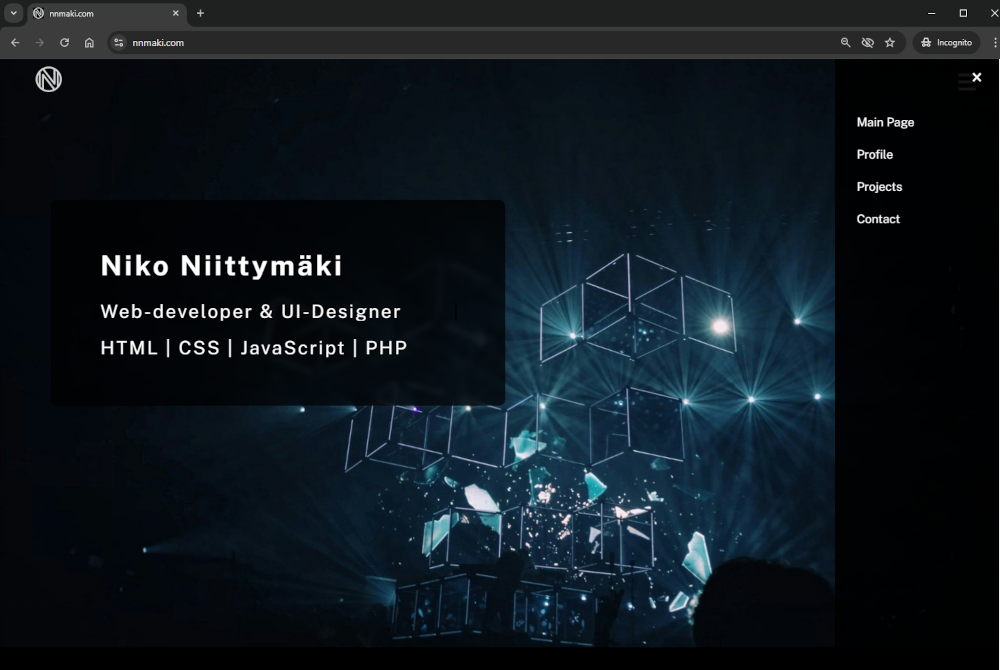 nnmaki.com
nnmaki.com
Incognito
Main Page
Profile
Projects
Contact
Niko Niittymäki
Web-developer & UI-Designer
HTML | CSS | JavaScript | PHP